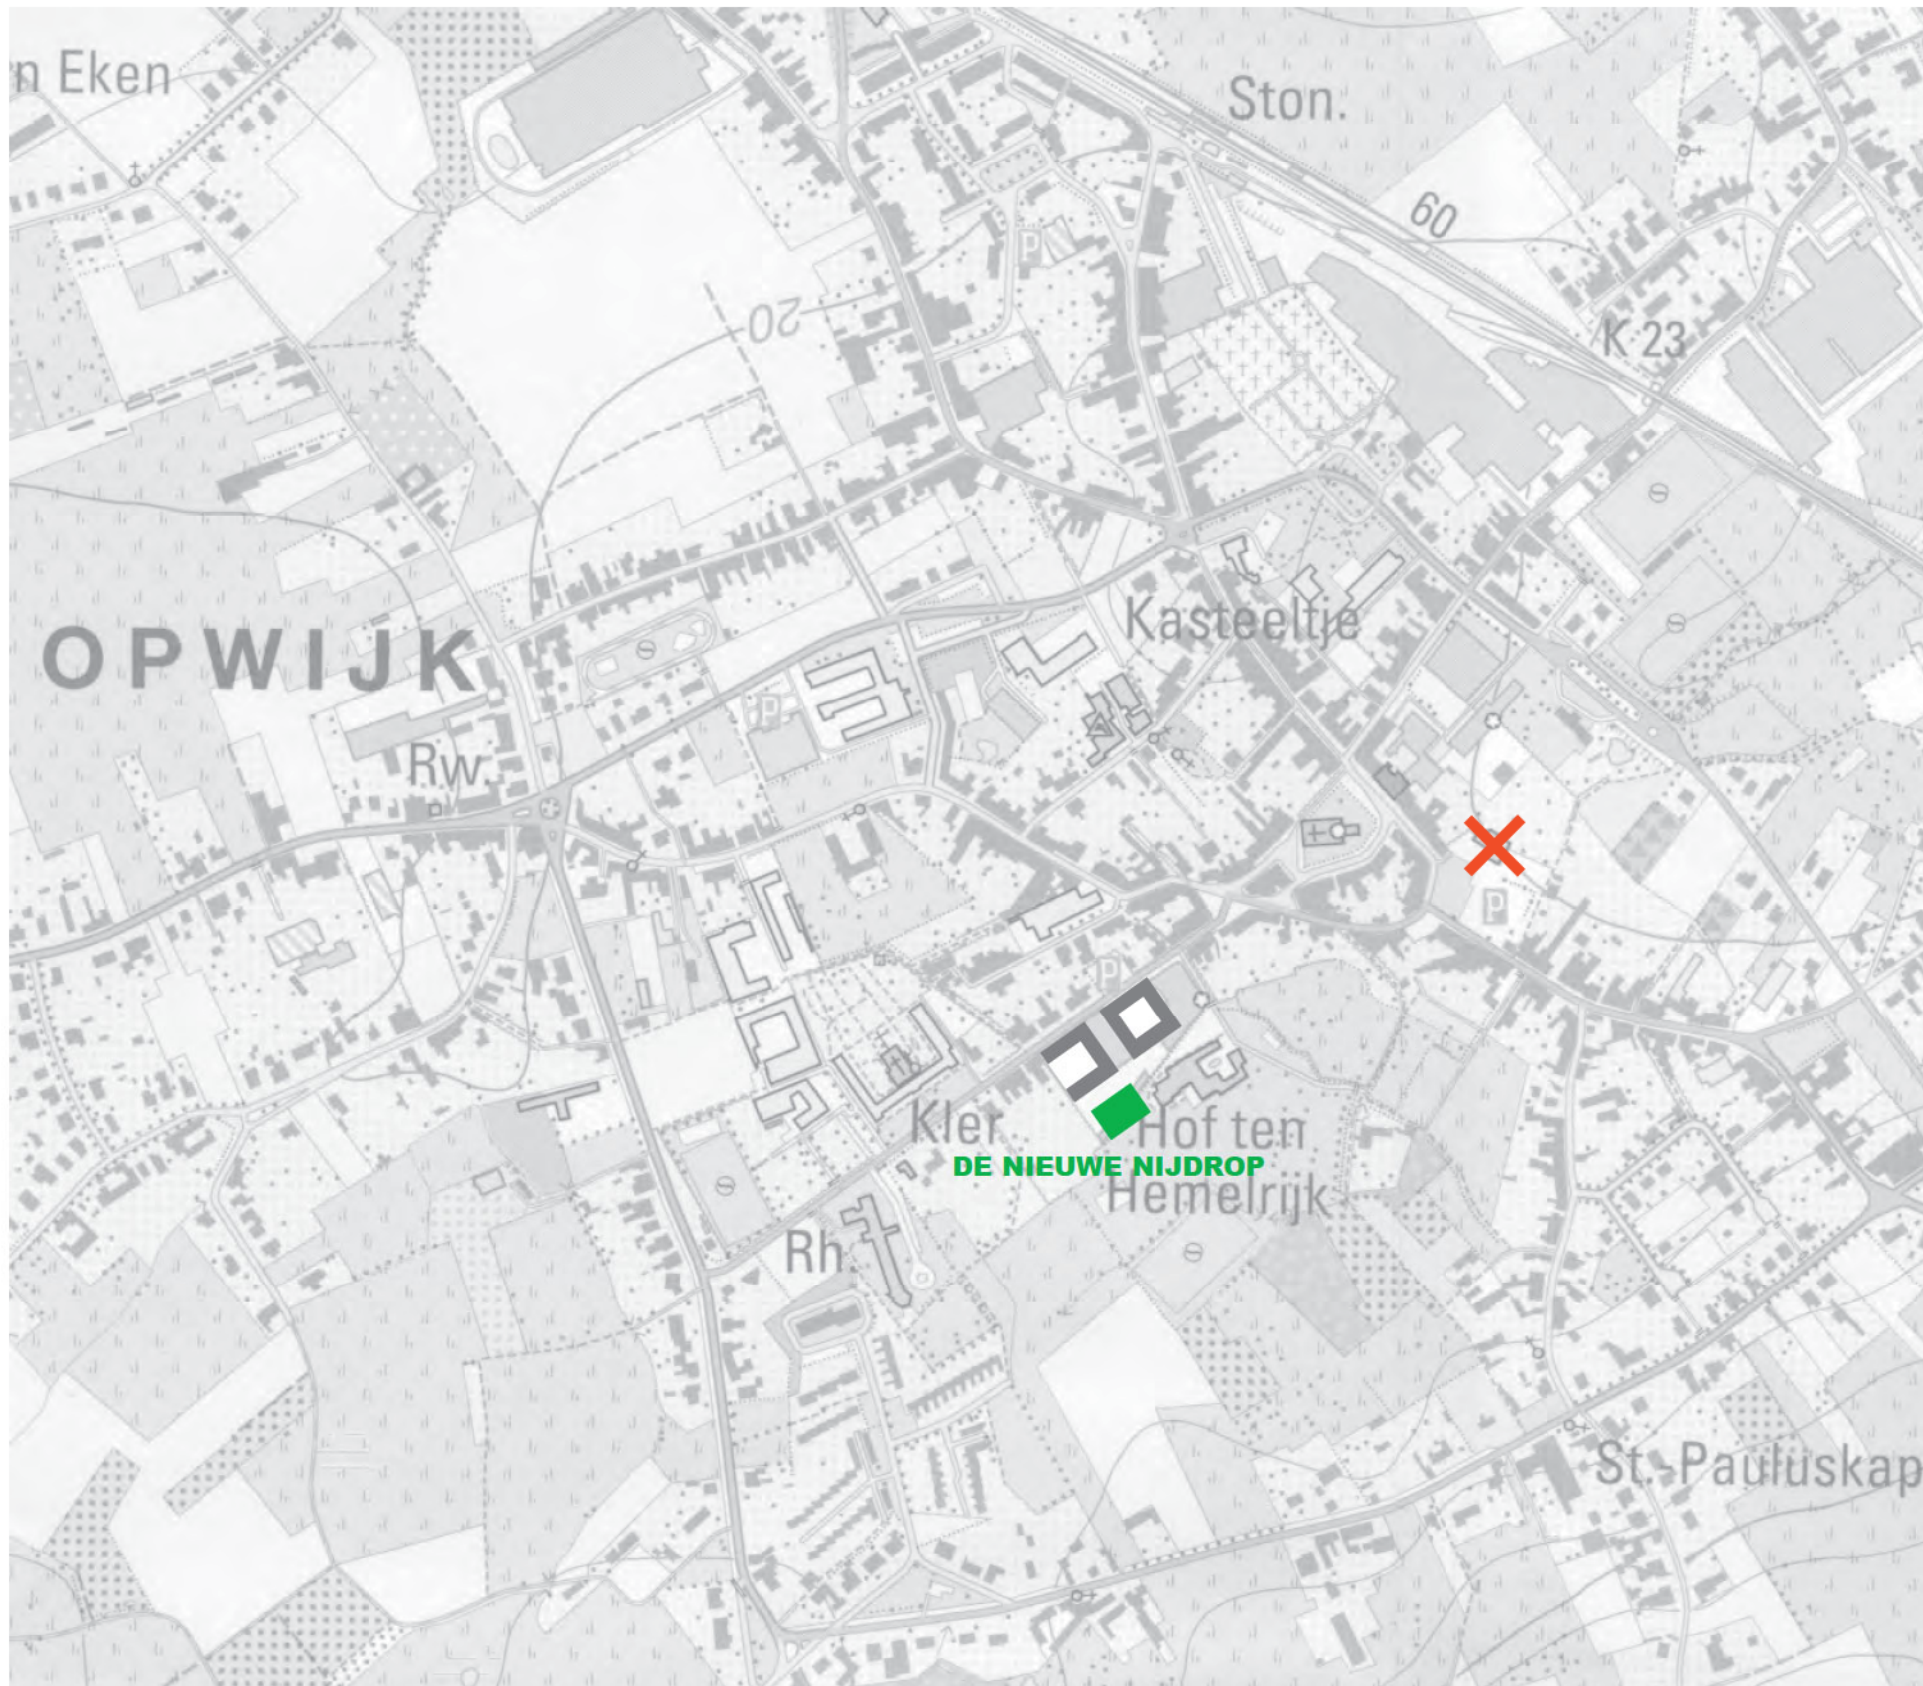 n Eken
Ston.
60
P
20
K 23
Kasteeltje
OPWIJK
P
Rw.
P
P
Kler
Hof ten
DE NIEUWE NIJDROP
Hemelrijk
Rh.
St.-Pauluskap